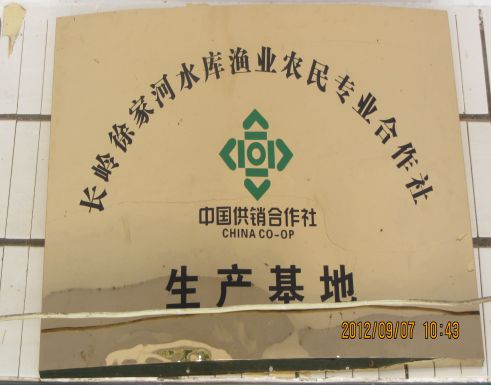 长岭徐家河水库渔业农民专业合作社
中国供销合作社
CHINA CO-OP
生产基地
2012/09/07 10:43